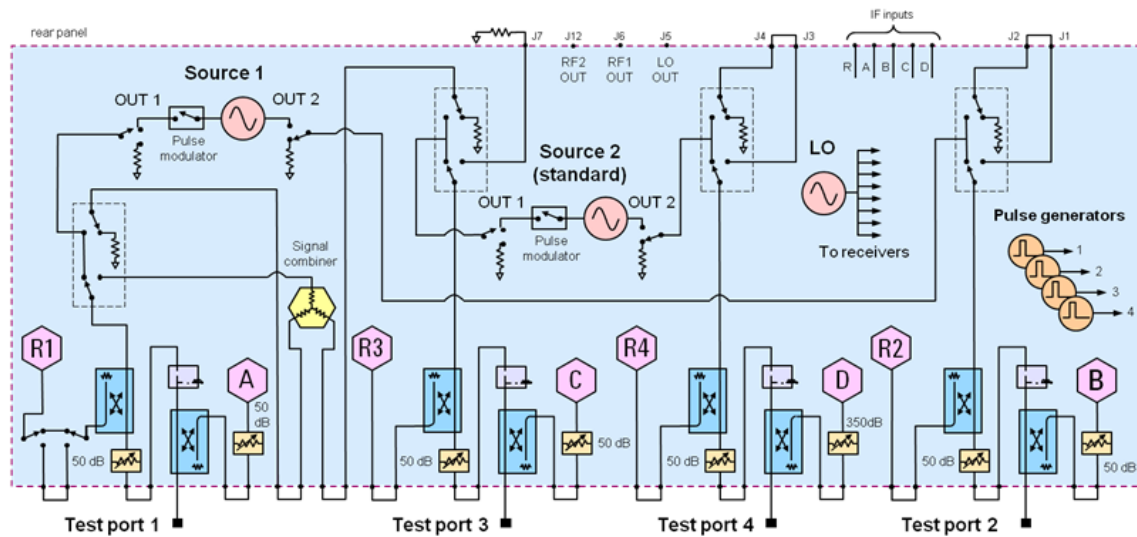 rear panel
J7
J12
J6
J5
J4
J3
IF inputs
J2
J1
RF2
OUT
RF1
OUT
LO
OUT
R
A
B
C
D
Source 1
OUT 1
OUT 2
Pulse
modulator
Source 2
(standard)
OUT 1
OUT 2
Pulse
modulator
LO
To receivers
Pulse generators
1
2
3
4
Signal
combiner
R1
A
R3
C
R4
D
R2
B
50
dB
50 dB
50 dB
50 dB
50 dB
350dB
50 dB
50 dB
Test port 1
Test port 3
Test port 4
Test port 2